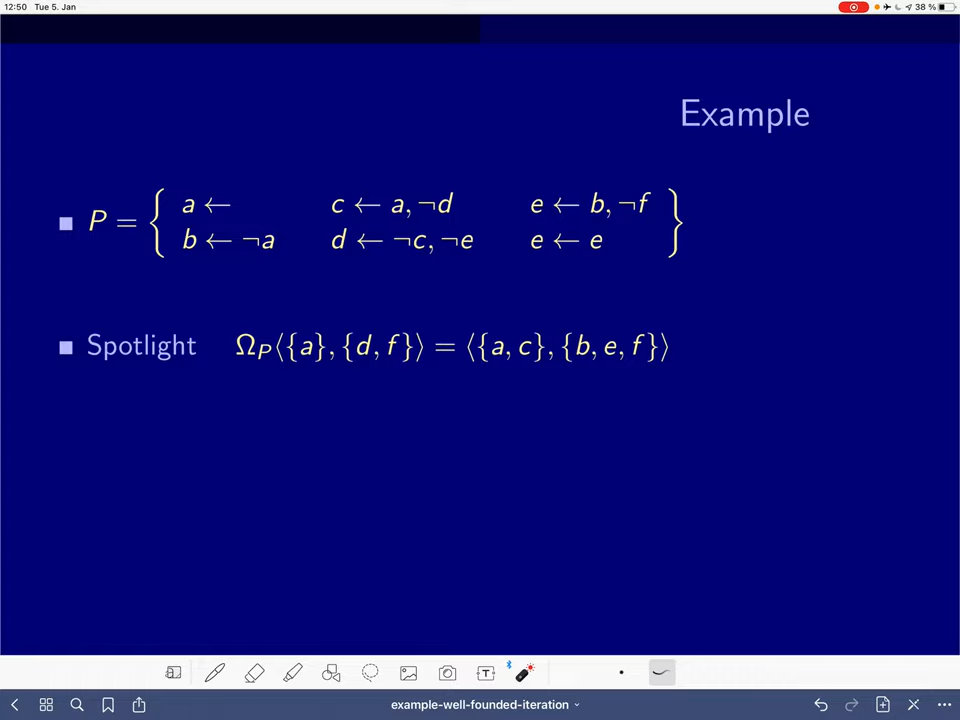 12:50 Tue 5. Jan 38 %
Example
P = { a ← c ← a, ¬d e ← b, ¬f }
b ← ¬a d ← ¬c, ¬e e ← e
Spotlight Ω_P⟨{a}, {d, f}⟩ = ⟨{a, c}, {b, e, f}⟩
T
example-well-founded-iteration